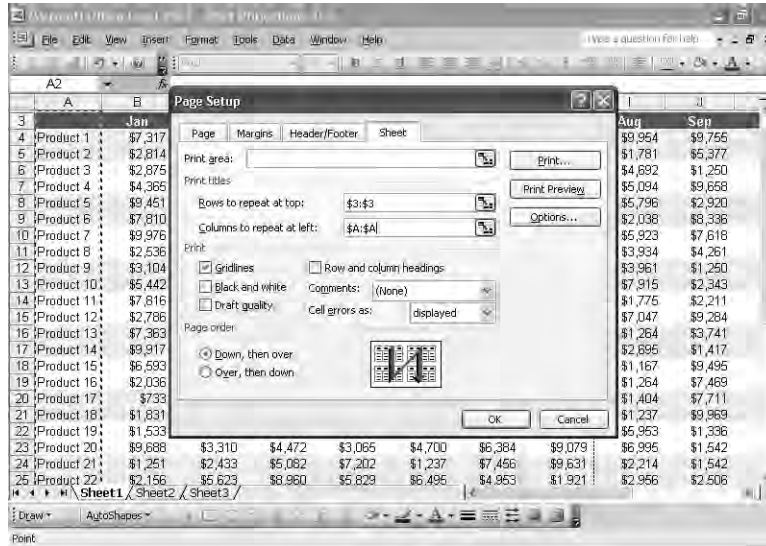 File Edit View Insert Format Tools Data Window Help
A2
A B I J
3 Jan Aug Sep
4 Product 1 $7,317 $9,954 $9,755
5 Product 2 $2,814 $1,781 $5,377
6 Product 3 $2,875 $4,692 $1,250
7 Product 4 $4,365 $5,094 $9,658
8 Product 5 $9,451 $5,796 $2,920
9 Product 6 $7,810 $2,038 $8,336
10 Product 7 $9,976 $5,923 $7,618
11 Product 8 $2,536 $3,934 $4,261
12 Product 9 $3,104 $3,961 $1,250
13 Product 10 $5,442 $7,915 $2,343
14 Product 11 $7,816 $1,775 $2,211
15 Product 12 $2,786 $7,047 $9,284
16 Product 13 $7,363 $1,264 $3,741
17 Product 14 $9,917 $2,695 $1,417
18 Product 15 $6,593 $1,167 $9,495
19 Product 16 $2,036 $1,264 $7,469
20 Product 17 $733 $1,404 $7,711
21 Product 18 $1,831 $1,237 $9,969
22 Product 19 $1,533 $5,953 $1,336
23 Product 20 $9,688 $3,310 $4,472 $3,065 $4,700 $6,384 $9,079 $6,995 $1,542
24 Product 21 $1,251 $2,433 $5,082 $7,202 $1,237 $7,456 $9,631 $2,214 $1,542
25 Product 22 $2,156 $5,623 $8,960 $5,829 $6,495 $4,953 $1,921 $2,956 $2,506
Page Setup
Page Margins Header/Footer Sheet
Print area:
Print...
Print titles
Print Preview
Rows to repeat at top: $3:$3
Options...
Columns to repeat at left: $A:$A
Print
Gridlines Row and column headings
Black and white Comments: (None)
Draft quality Cell errors as: displayed
Page order
Down, then over
Over, then down
OK Cancel
Sheet1 Sheet2 Sheet3
Draw AutoShapes
Point